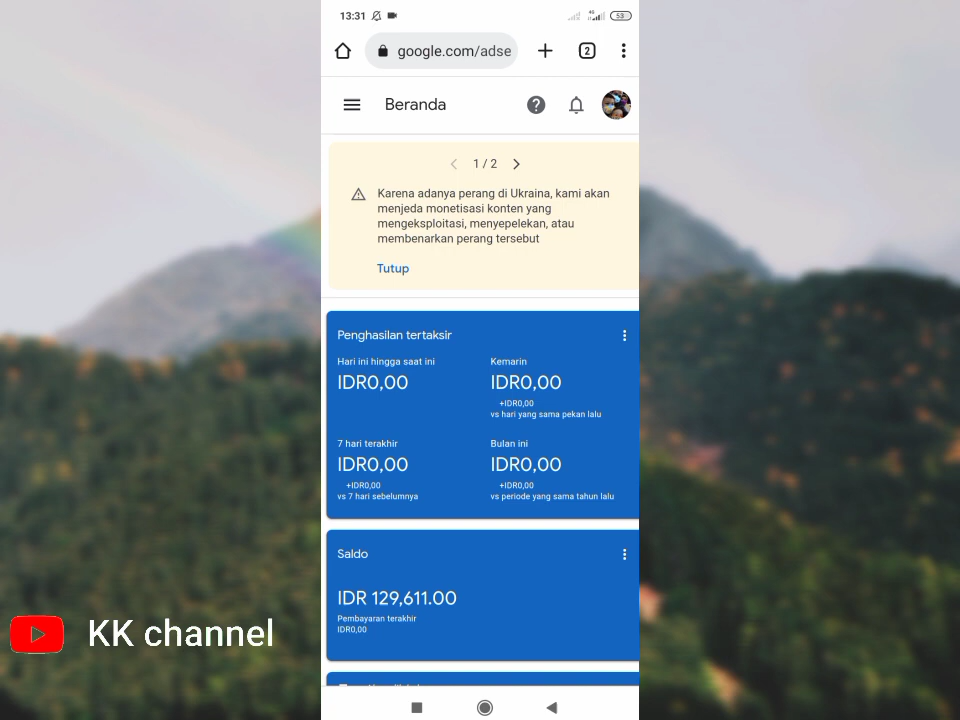 13:31
4G
53
google.com/adse
2
Beranda
1 / 2
Karena adanya perang di Ukraina, kami akan
menjeda monetisasi konten yang
mengeksploitasi, menyepelekan, atau
membenarkan perang tersebut
Tutup
Penghasilan tertaksir
Hari ini hingga saat ini
IDR0,00
Kemarin
IDR0,00
+IDR0,00
vs hari yang sama pekan lalu
7 hari terakhir
IDR0,00
+IDR0,00
vs 7 hari sebelumnya
Bulan ini
IDR0,00
+IDR0,00
vs periode yang sama tahun lalu
Saldo
IDR 129,611.00
Pembayaran terakhir
IDR0,00
KK channel